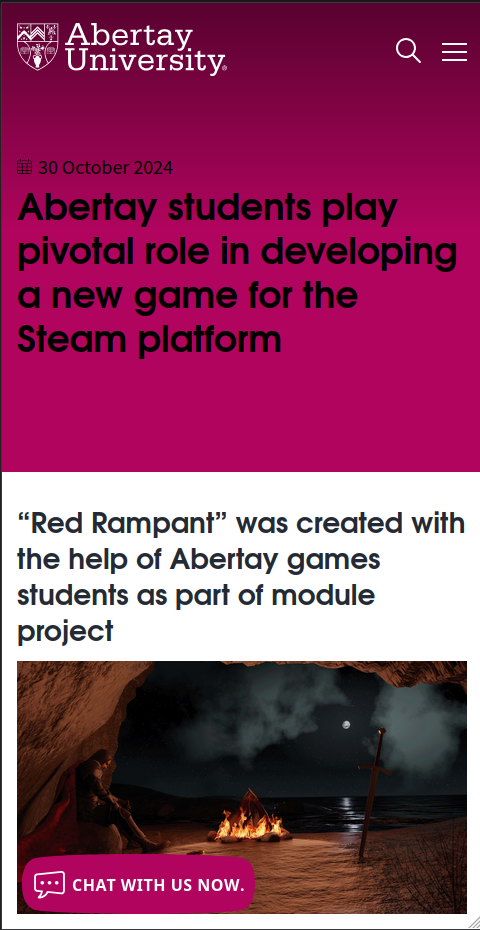 Abertay
University®
30 October 2024
Abertay students play
pivotal role in developing
a new game for the
Steam platform
“Red Rampant” was created with
the help of Abertay games
students as part of module
project
CHAT WITH US NOW.